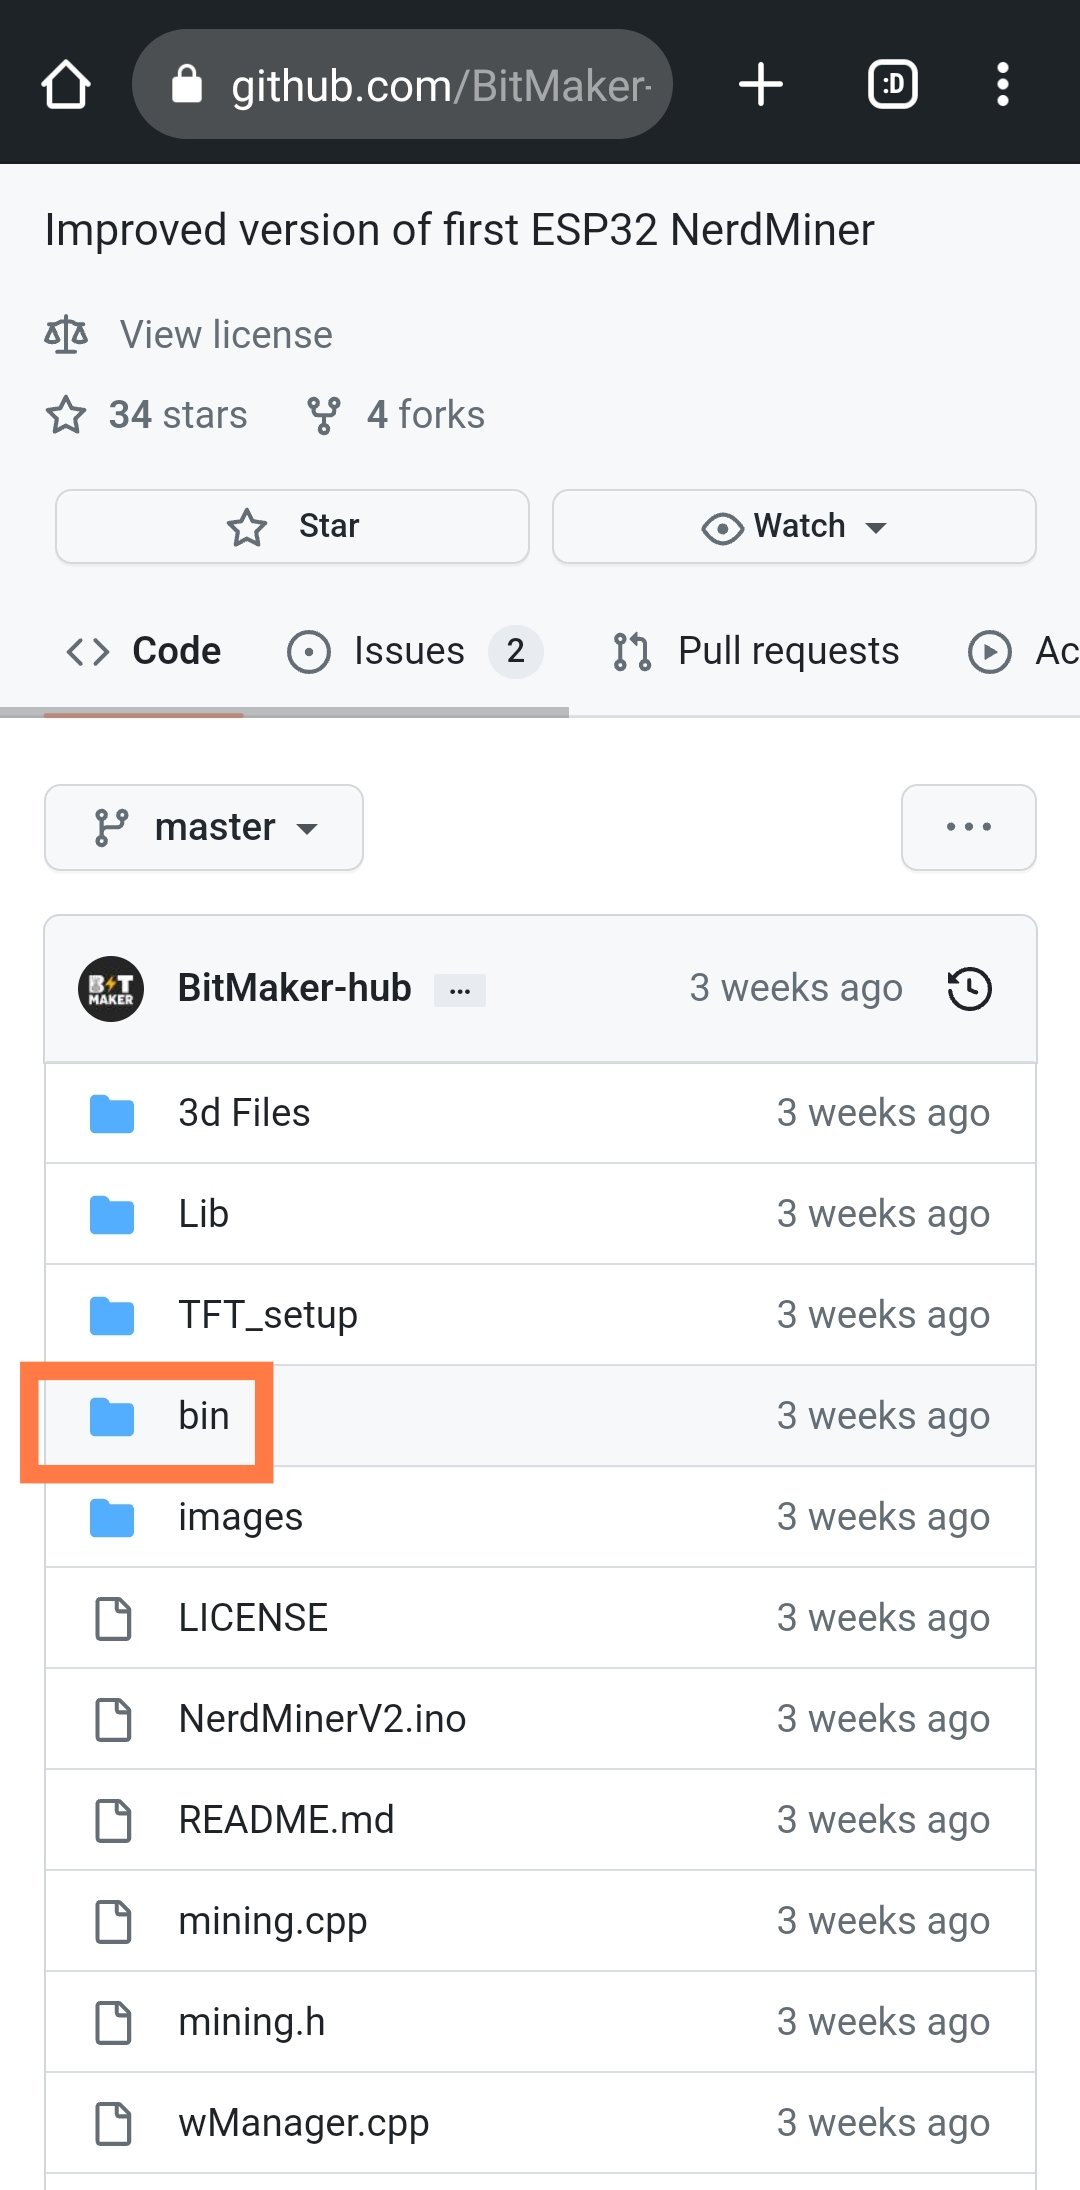 github.com/BitMaker-
:D
Improved version of first ESP32 NerdMiner
View license
34 stars 4 forks
Star Watch
Code Issues 2 Pull requests Ac
master
...
BIT MAKER BitMaker-hub ... 3 weeks ago
3d Files 3 weeks ago
Lib 3 weeks ago
TFT_setup 3 weeks ago
bin 3 weeks ago
images 3 weeks ago
LICENSE 3 weeks ago
NerdMinerV2.ino 3 weeks ago
README.md 3 weeks ago
mining.cpp 3 weeks ago
mining.h 3 weeks ago
wManager.cpp 3 weeks ago